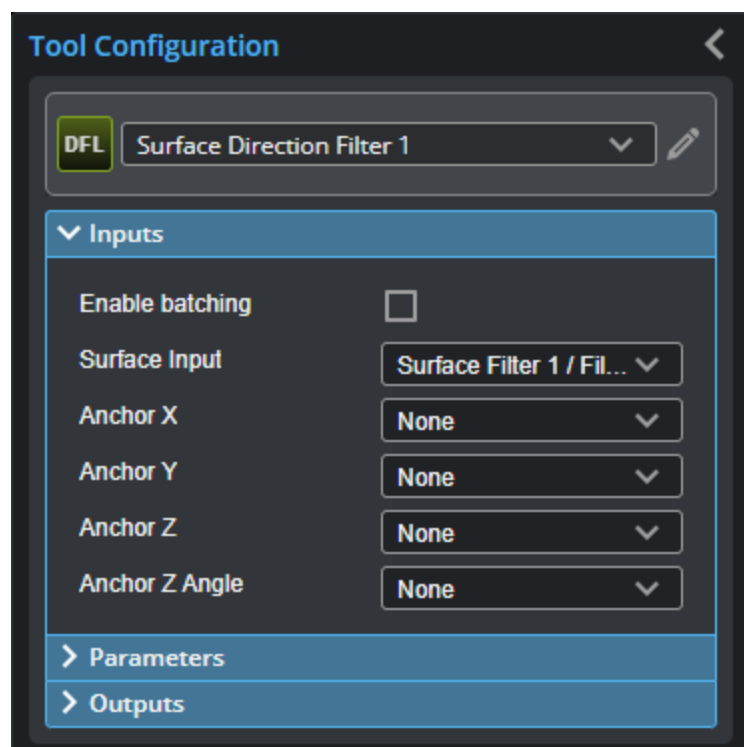 Tool Configuration
DFL Surface Direction Filter 1
Inputs
Enable batching
Surface Input Surface Filter 1 / Fil...
Anchor X None
Anchor Y None
Anchor Z None
Anchor Z Angle None
Parameters
Outputs